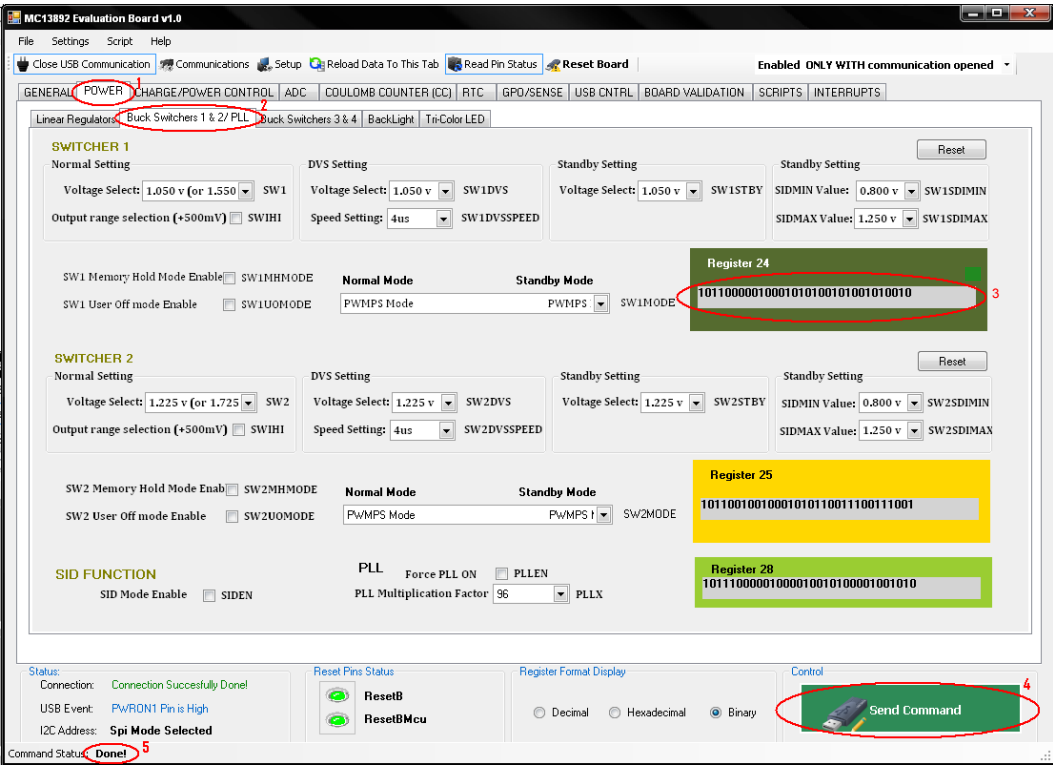 MC13892 Evaluation Board v1.0
File Settings Script Help
Close USB Communication Communications Setup Reload Data To This Tab Read Pin Status Reset Board Enabled ONLY WITH communication opened
1
GENERAL POWER CHARGE/POWER CONTROL ADC COULOMB COUNTER (CC) RTC GPO/SENSE USB CNTRL BOARD VALIDATION SCRIPTS INTERRUPTS
2
Linear Regulators Buck Switchers 1 & 2/ PLL Buck Switchers 3 & 4 BackLight Tri-Color LED
SWITCHER 1 Reset
Normal Setting DVS Setting Standby Setting Standby Setting
Voltage Select: 1.050 v (or 1.550 SW1 Voltage Select: 1.050 v SW1DVS Voltage Select: 1.050 v SW1STBY SIDMIN Value: 0.800 v SW1SDIMIN
Output range selection (+500mV) SWIHI Speed Setting: 4us SW1DVSSPEED SIDMAX Value: 1.250 v SW1SDIMAX
Register 24
SW1 Memory Hold Mode Enable SW1MHMODE Normal Mode Standby Mode
1011000001000101010010100101001​0 3
SW1 User Off mode Enable SW1UOMODE PWMPS Mode PWMPS SW1MODE
SWITCHER 2 Reset
Normal Setting DVS Setting Standby Setting Standby Setting
Voltage Select: 1.225 v (or 1.725 SW2 Voltage Select: 1.225 v SW2DVS Voltage Select: 1.225 v SW2STBY SIDMIN Value: 0.800 v SW2SDIMIN
Output range selection (+500mV) SWIHI Speed Setting: 4us SW2DVSSPEED SIDMAX Value: 1.250 v SW2SDIMAX
Register 25
SW2 Memory Hold Mode Enab SW2MHMODE Normal Mode Standby Mode
10110010010001010110011100111001
SW2 User Off mode Enable SW2UOMODE PWMPS Mode PWMPS SW2MODE
PLL Register 28
SID FUNCTION Force PLL ON PLLEN
10111000001000010010100001001010
SID Mode Enable SIDEN PLL Multiplication Factor 96 PLLX
Status: Reset Pins Status Register Format Display Control
Connection: Connection Succesfully Done! 4
ResetB
USB Event: PWRON1 Pin is High Decimal Hexadecimal Binary Send Command
ResetBMcu
I2C Address: Spi Mode Selected
Command Status: Done! 5